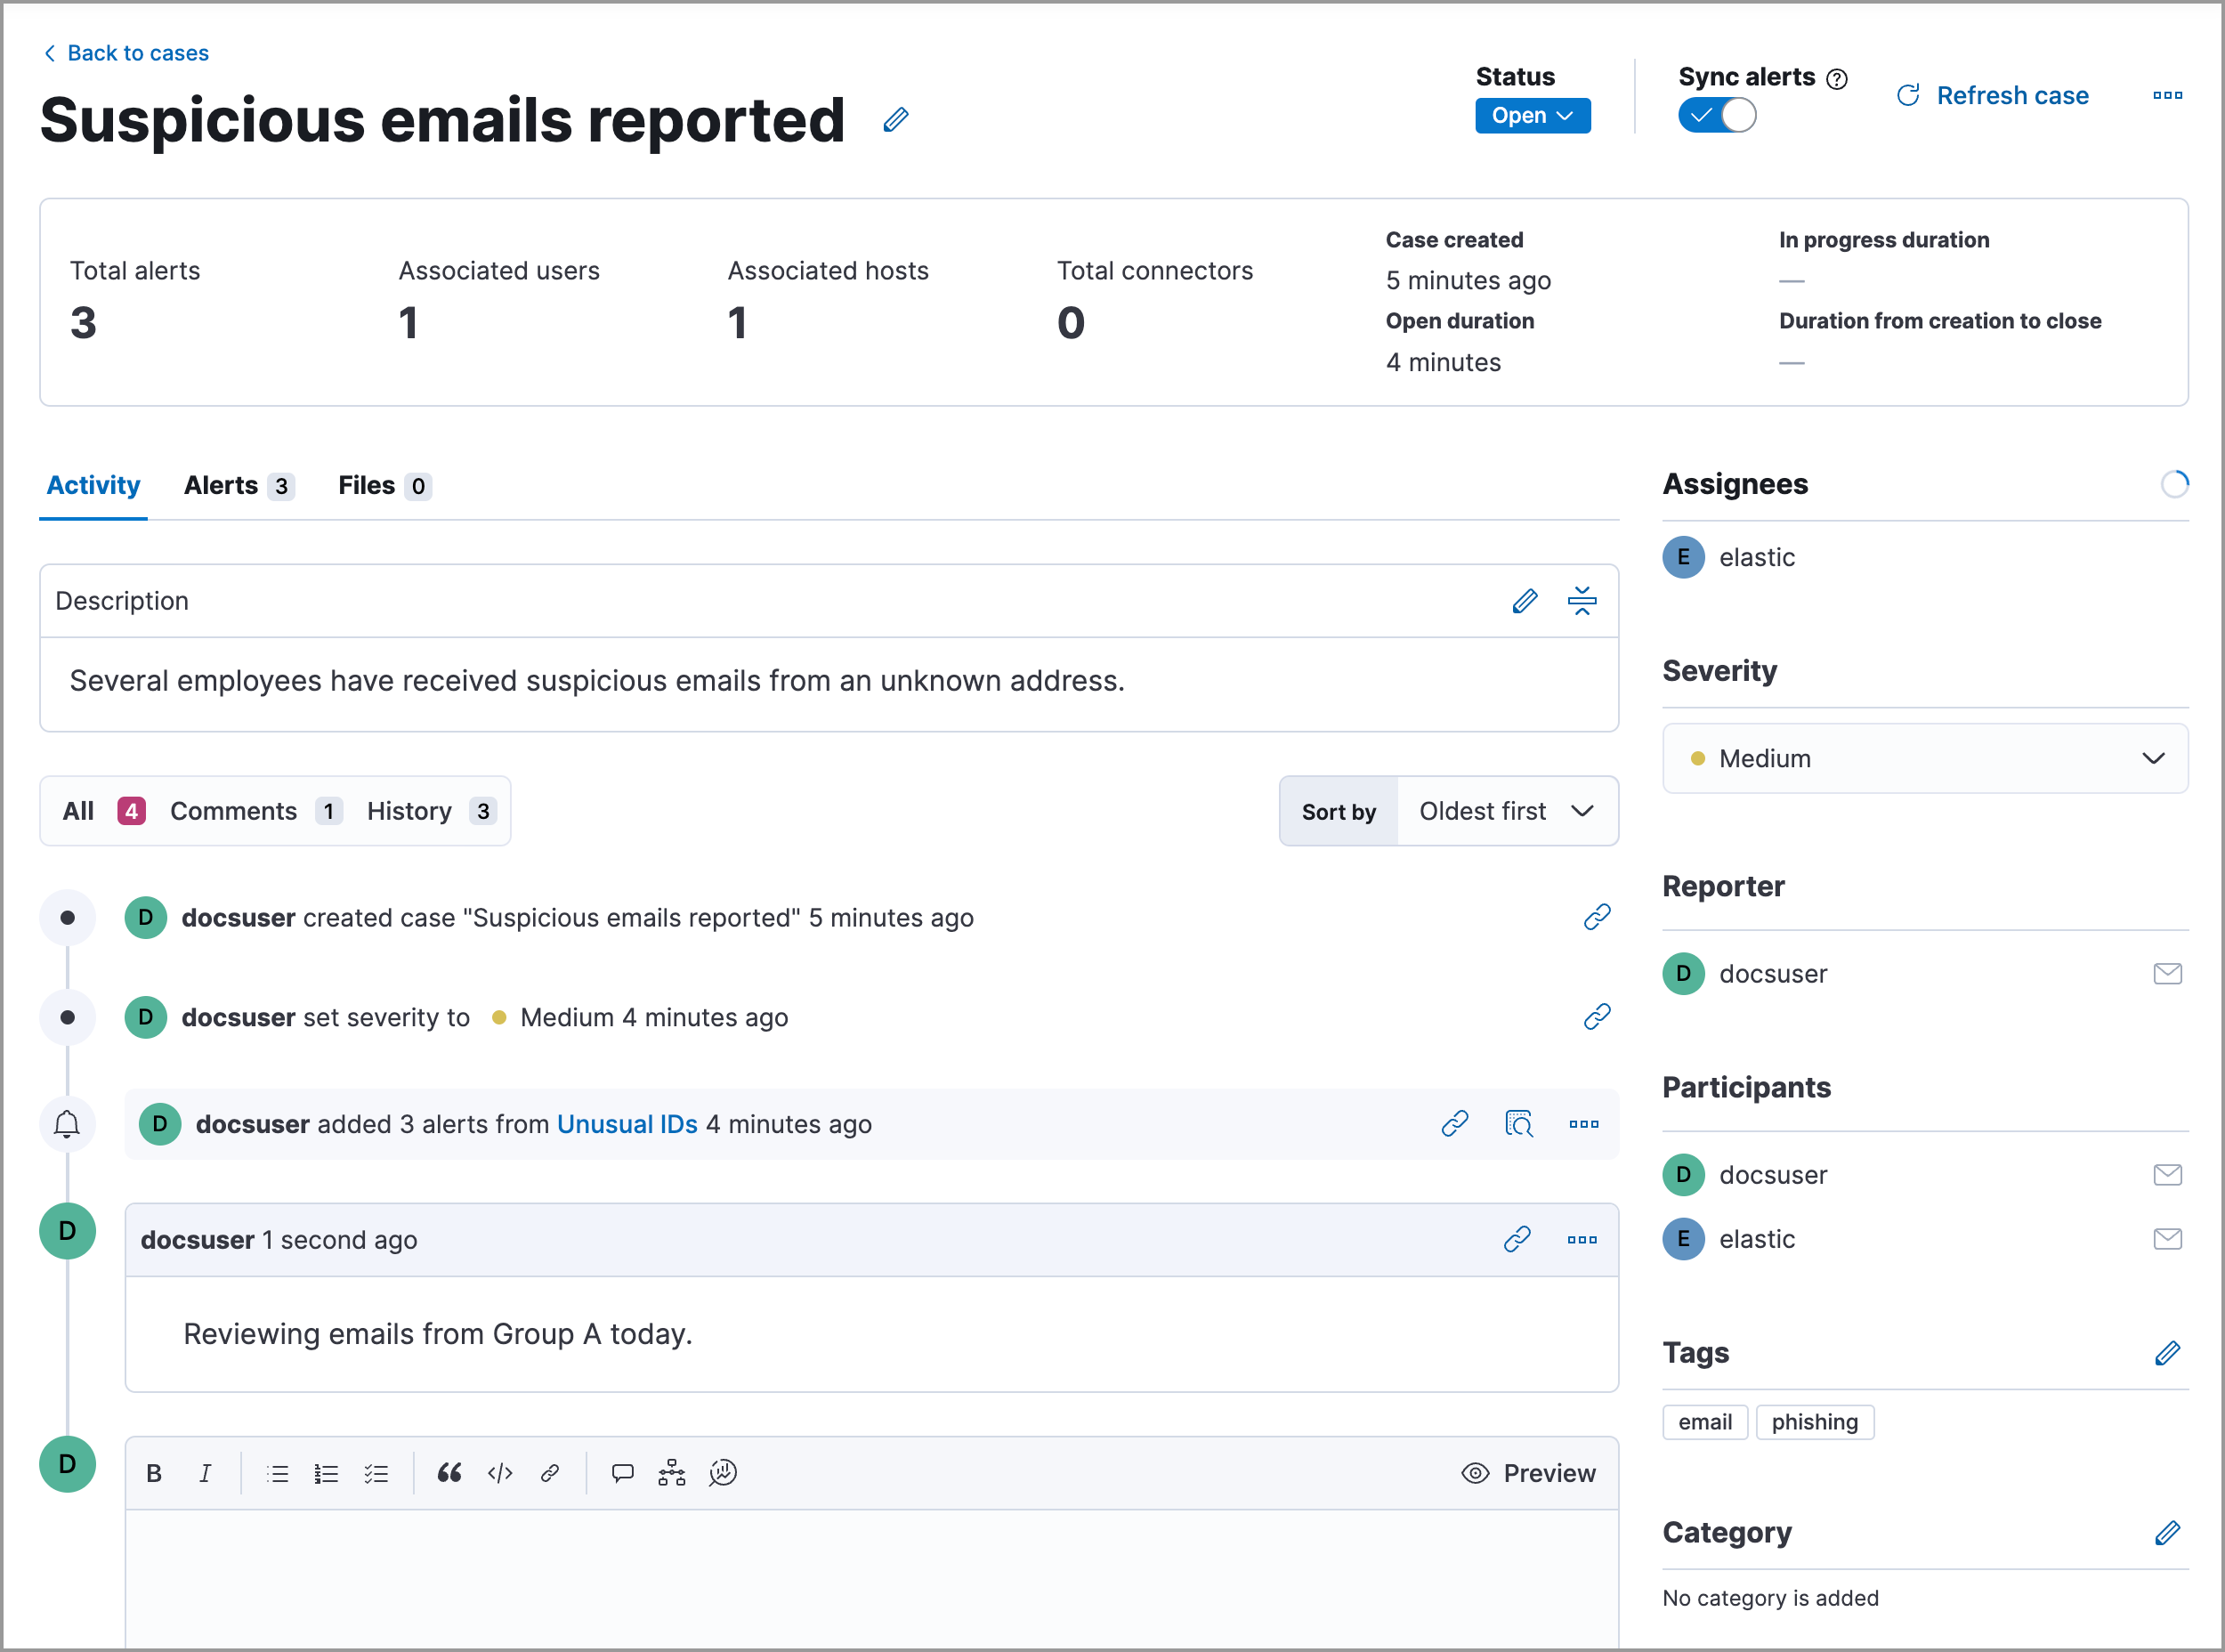 Back to cases
Suspicious emails reported
Status
Open
Sync alerts
Refresh case
Total alerts
3
Associated users
1
Associated hosts
1
Total connectors
0
Case created
5 minutes ago
Open duration
4 minutes
In progress duration
—
Duration from creation to close
—
Activity
Alerts 3
Files 0
Description
Several employees have received suspicious emails from an unknown address.
All 4 Comments 1 History 3
Sort by Oldest first
D docsuser created case "Suspicious emails reported" 5 minutes ago
D docsuser set severity to Medium 4 minutes ago
D docsuser added 3 alerts from Unusual IDs 4 minutes ago
D
docsuser 1 second ago
Reviewing emails from Group A today.
D
B I
Preview
Assignees
E elastic
Severity
Medium
Reporter
D docsuser
Participants
D docsuser
E elastic
Tags
email phishing
Category
No category is added